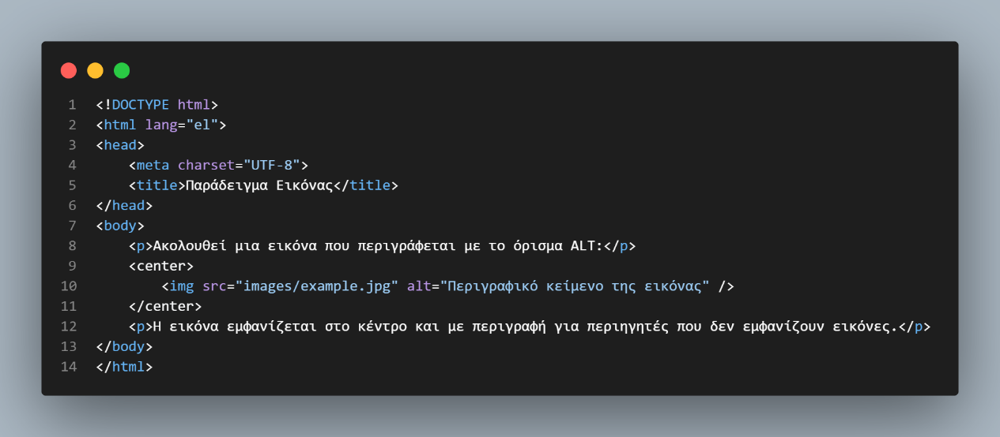 1 <!DOCTYPE html>
2 <html lang="el">
3 <head>
4     <meta charset="UTF-8">
5     <title>Παράδειγμα Εικόνας</title>
6 </head>
7 <body>
8     <p>Ακολουθεί μια εικόνα που περιγράφεται με το όρισμα ALT:</p>
9     <center>
10         <img src="images/example.jpg" alt="Περιγραφικό κείμενο της εικόνας" />
11     </center>
12     <p>Η εικόνα εμφανίζεται στο κέντρο και με περιγραφή για περιηγητές που δεν εμφανίζουν εικόνες.</p>
13 </body>
14 </html>